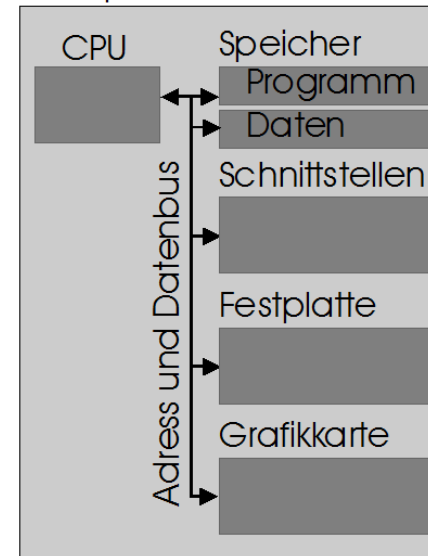 CPU
Speicher
Programm
Daten
Schnittstellen
Adress und Datenbus
Festplatte
Grafikkarte